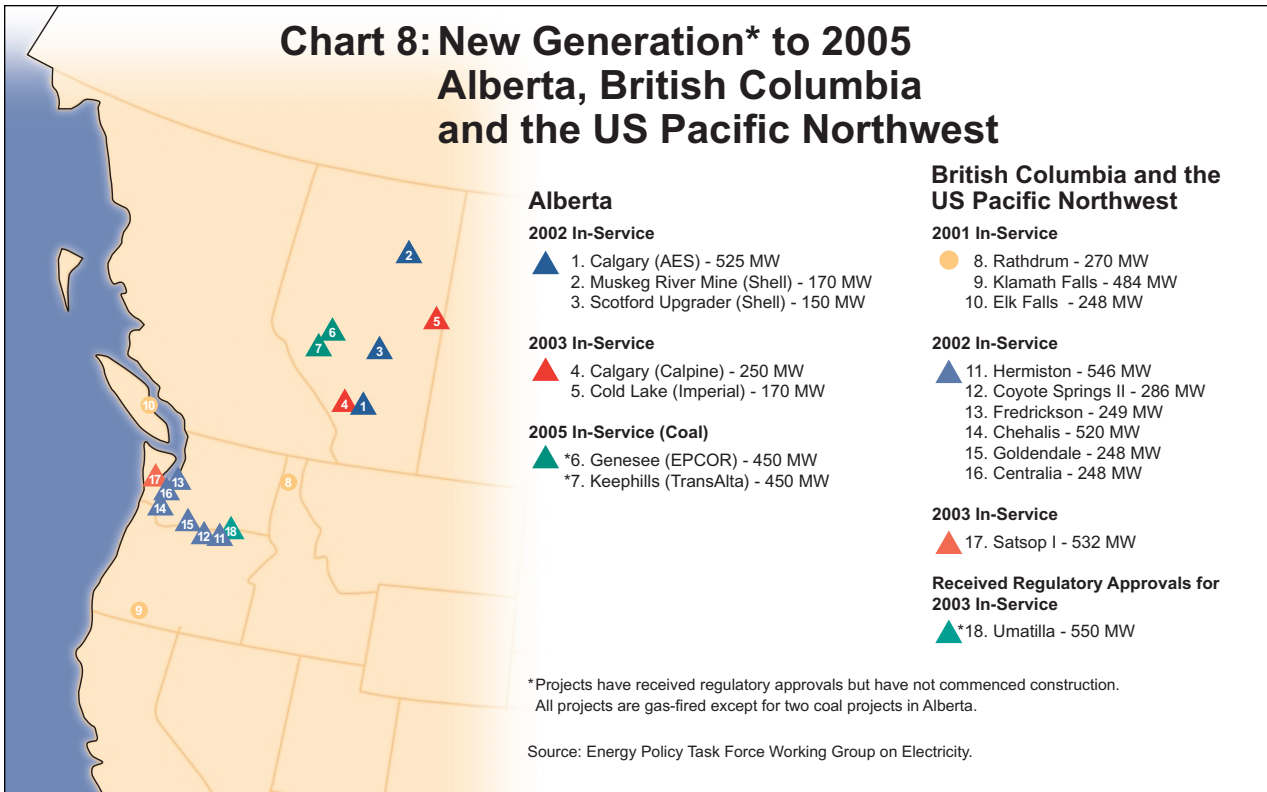 Chart 8: New Generation* to 2005
Alberta, British Columbia
and the US Pacific Northwest
Alberta
2002 In-Service
1. Calgary (AES) - 525 MW
2. Muskeg River Mine (Shell) - 170 MW
3. Scotford Upgrader (Shell) - 150 MW
2003 In-Service
4. Calgary (Calpine) - 250 MW
5. Cold Lake (Imperial) - 170 MW
2005 In-Service (Coal)
*6. Genesee (EPCOR) - 450 MW
*7. Keephills (TransAlta) - 450 MW
British Columbia and the
US Pacific Northwest
2001 In-Service
8. Rathdrum - 270 MW
9. Klamath Falls - 484 MW
10. Elk Falls - 248 MW
2002 In-Service
11. Hermiston - 546 MW
12. Coyote Springs II - 286 MW
13. Fredrickson - 249 MW
14. Chehalis - 520 MW
15. Goldendale - 248 MW
16. Centralia - 248 MW
2003 In-Service
17. Satsop I - 532 MW
Received Regulatory Approvals for
2003 In-Service
*18. Umatilla - 550 MW
*Projects have received regulatory approvals but have not commenced construction.
All projects are gas-fired except for two coal projects in Alberta.
Source: Energy Policy Task Force Working Group on Electricity.
2
5
6
7
3
4
1
10
17
13
16
14
15
12
11
18
8
9